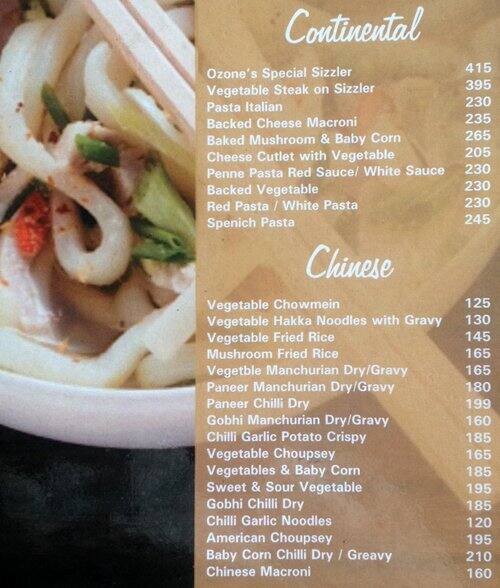 Continental
Ozone's Special Sizzler 415
Vegetable Steak on Sizzler 395
Pasta Italian 230
Backed Cheese Macroni 235
Baked Mushroom & Baby Corn 265
Cheese Cutlet with Vegetable 205
Penne Pasta Red Sauce/ White Sauce 230
Backed Vegetable 230
Red Pasta / White Pasta 230
Spenich Pasta 245
Chinese
Vegetable Chowmein 125
Vegetable Hakka Noodles with Gravy 130
Vegetable Fried Rice 145
Mushroom Fried Rice 165
Vegetble Manchurian Dry/Gravy 165
Paneer Manchurian Dry/Gravy 180
Paneer Chilli Dry 199
Gobhi Manchurian Dry/Gravy 160
Chilli Garlic Potato Crispy 185
Vegetable Choupsey 165
Vegetables & Baby Corn 185
Sweet & Sour Vegetable 195
Gobhi Chilli Dry 185
Chilli Garlic Noodles 120
American Choupsey 195
Baby Corn Chilli Dry / Greavy 210
Chinese Macroni 160